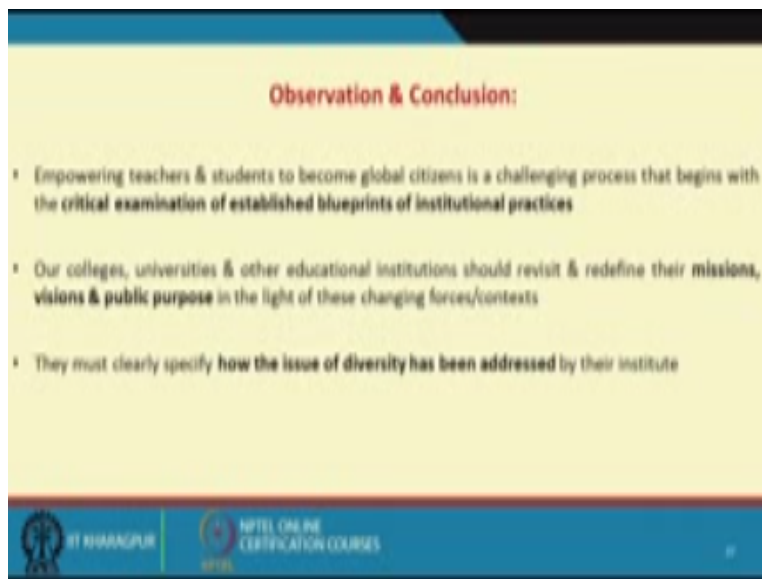 Observation & Conclusion:
• Empowering teachers & students to become global citizens is a challenging process that begins with
the critical examination of established blueprints of institutional practices
• Our colleges, universities & other educational institutions should revisit & redefine their missions,
visions & public purpose in the light of these changing forces/contexts
• They must clearly specify how the issue of diversity has been addressed by their institute
IIT KHARAGPUR
NPTEL
NPTEL ONLINE
CERTIFICATION COURSES